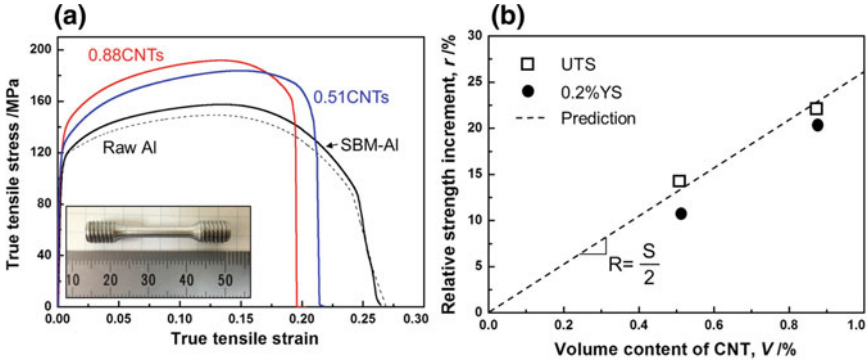 (a)
True tensile stress /MPa
200
160
120
80
40
0
0.88CNTs
0.51CNTs
Raw Al
SBM-Al
10 20 30 40 50
0.00 0.05 0.10 0.15 0.20 0.25 0.30
True tensile strain
(b)
Relative strength increment, r /%
30
25
20
15
10
5
0
UTS
0.2%YS
Prediction
R= S
2
0.0 0.2 0.4 0.6 0.8 1.0
Volume content of CNT, V /%